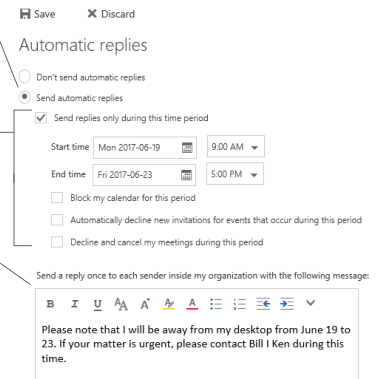 Save Discard
Automatic replies
Don't send automatic replies
Send automatic replies
Send replies only during this time period
Start time Mon 2017-06-19 9:00 AM
End time Fri 2017-06-23 5:00 PM
Block my calendar for this period
Automatically decline new invitations for events that occur during this period
Decline and cancel my meetings during this period
Send a reply once to each sender inside my organization with the following message:
B I U AA A A
Please note that I will be away from my desktop from June 19 to
23. If your matter is urgent, please contact Bill I Ken during this
time.